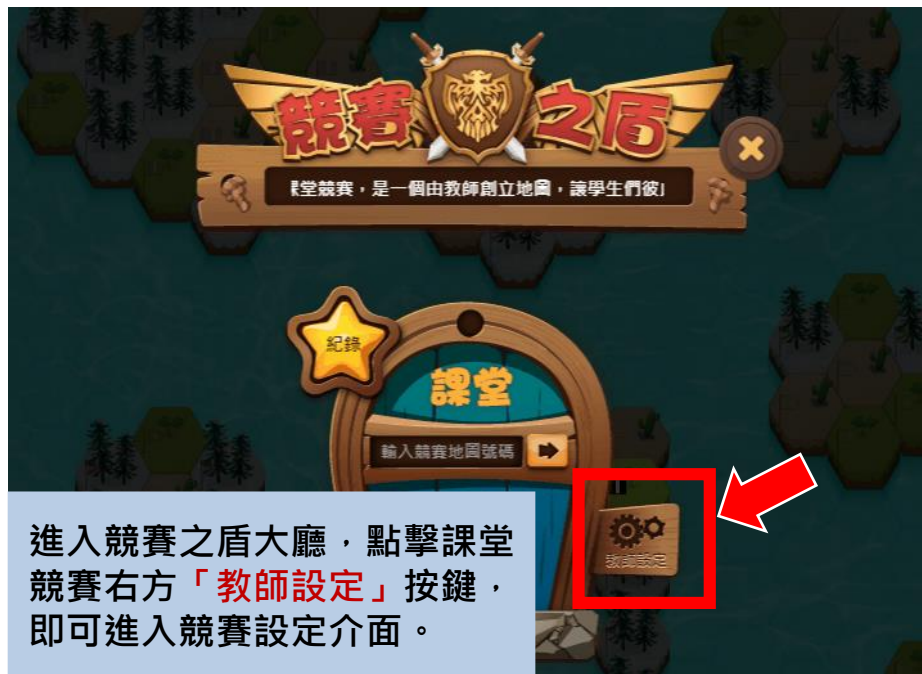 競賽之盾
課堂競賽，是一個由教師創立地圖，讓學生們彼
紀錄
課堂
輸入競賽地圖號碼
教師設定
進入競賽之盾大廳，點擊課堂
競賽右方「教師設定」按鍵，
即可進入競賽設定介面。